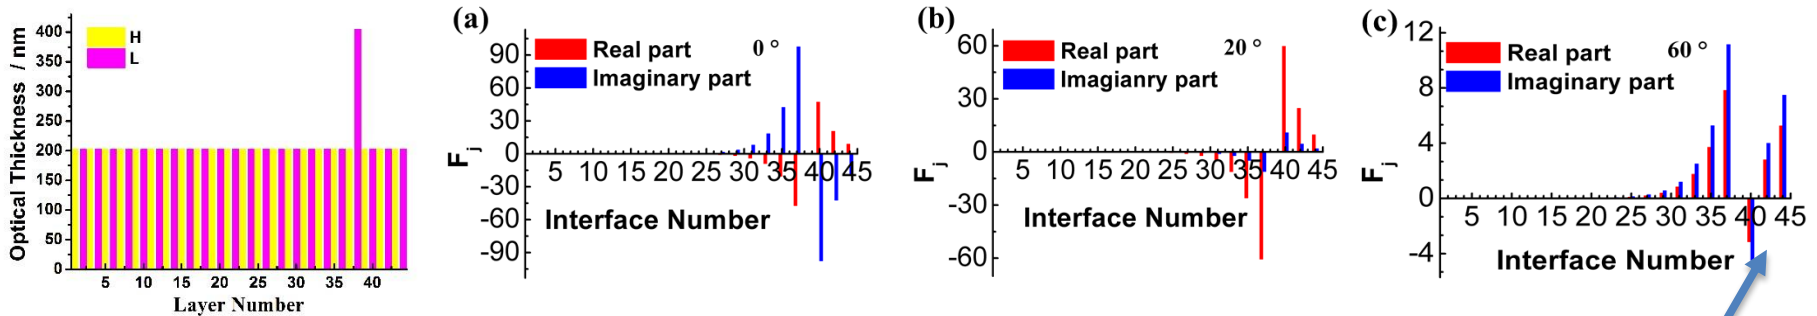 Optical Thickness / nm
400
350
300
250
200
150
100
50
0
H
L
5 10 15 20 25 30 35 40
Layer Number
(a)
F_j
90
60
30
0
-30
-60
-90
Real part
Imaginary part
0 °
5 10 15 20 25 30 35 40 45
Interface Number
(b)
F_j
60
30
0
-30
-60
Real part
Imagianry part
20 °
5 10 15 20 25 30 35 40 45
Interface Number
(c)
F_j
12
8
4
0
-4
Real part
Imaginary part
60 °
5 10 15 20 25 30 35 40 45
Interface Number